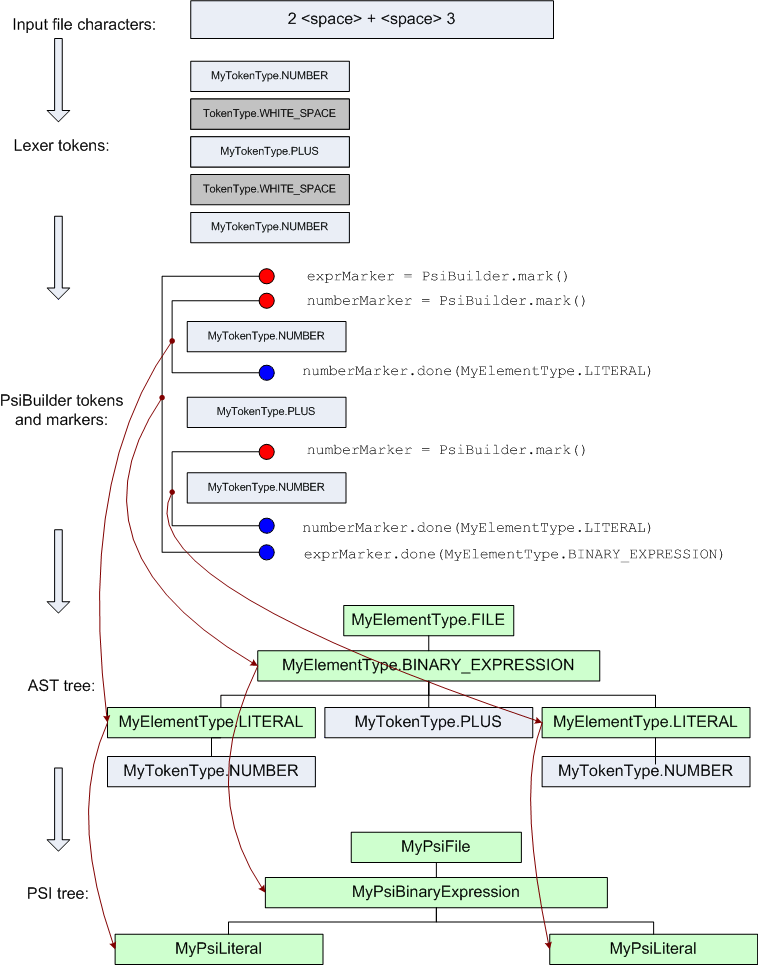 Input file characters:
2 <space> + <space> 3
MyTokenType.NUMBER
TokenType.WHITE_SPACE
Lexer tokens:
MyTokenType.PLUS
TokenType.WHITE_SPACE
MyTokenType.NUMBER
exprMarker = PsiBuilder.mark()
numberMarker = PsiBuilder.mark()
MyTokenType.NUMBER
numberMarker.done(MyElementType.LITERAL)
PsiBuilder tokens
and markers:
MyTokenType.PLUS
numberMarker = PsiBuilder.mark()
MyTokenType.NUMBER
numberMarker.done(MyElementType.LITERAL)
exprMarker.done(MyElementType.BINARY_EXPRESSION)
MyElementType.FILE
MyElementType.BINARY_EXPRESSION
AST tree:
MyElementType.LITERAL
MyTokenType.PLUS
MyElementType.LITERAL
MyTokenType.NUMBER
MyTokenType.NUMBER
MyPsiFile
PSI tree:
MyPsiBinaryExpression
MyPsiLiteral
MyPsiLiteral